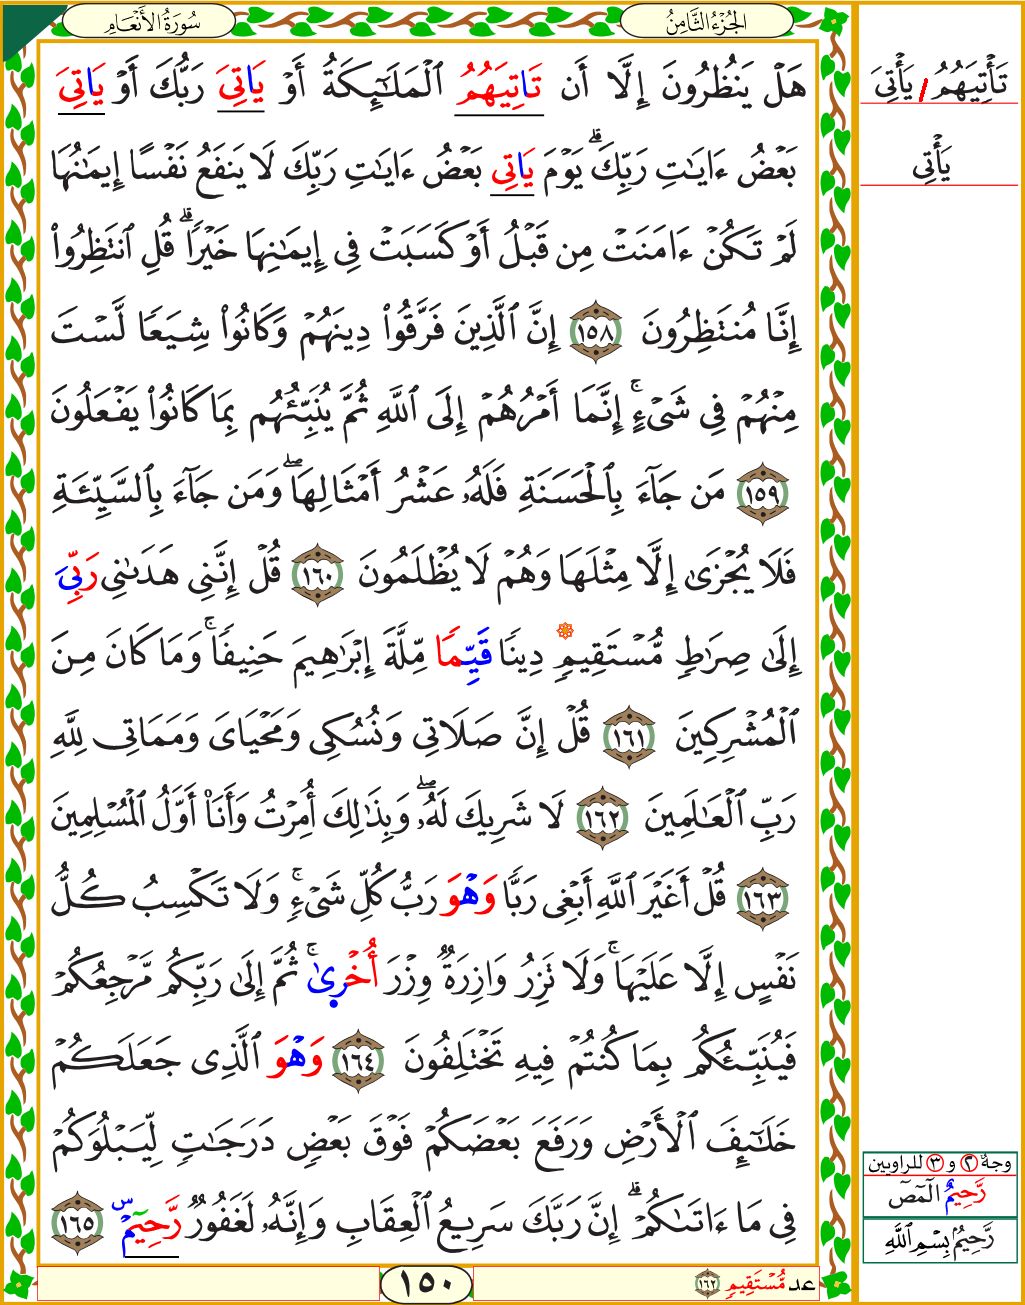 الجُزْءُ الثَّامِنُ
سُورَةُ الأَنْعَامِ
هَلۡ يَنظُرُونَ إِلَّآ أَن تَاتِيَهُمُ ٱلۡمَلَٰٓئِكَةُ أَوۡ يَاتِيَ رَبُّكَ أَوۡ يَاتِيَ
بَعۡضُ ءَايَٰتِ رَبِّكَۗ يَوۡمَ يَاتِي بَعۡضُ ءَايَٰتِ رَبِّكَ لَا يَنفَعُ نَفۡسًا إِيمَٰنُهَا
لَمۡ تَكُنۡ ءَامَنَتۡ مِن قَبۡلُ أَوۡ كَسَبَتۡ فِيٓ إِيمَٰنِهَا خَيۡرٗاۗ قُلِ ٱنتَظِرُوٓاْ
إِنَّا مُنتَظِرُونَ ١٥٨ إِنَّ ٱلَّذِينَ فَرَّقُواْ دِينَهُمۡ وَكَانُواْ شِيَعٗا لَّسۡتَ
مِنۡهُمۡ فِي شَيۡءٍۚ إِنَّمَآ أَمۡرُهُمۡ إِلَى ٱللَّهِ ثُمَّ يُنَبِّئُهُم بِمَا كَانُواْ يَفۡعَلُونَ
١٥٩ مَن جَآءَ بِٱلۡحَسَنَةِ فَلَهُۥ عَشۡرُ أَمۡثَالِهَاۖ وَمَن جَآءَ بِٱلسَّيِّئَةِ
فَلَا يُجۡزَىٰٓ إِلَّا مِثۡلَهَا وَهُمۡ لَا يُظۡلَمُونَ ١٦٠ قُلۡ إِنَّنِي هَدَىٰنِي رَبِّيَ
إِلَىٰ صِرَٰطٖ مُّسۡتَقِيمٖ دِينٗا قَيِّمٗا مِّلَّةَ إِبۡرَٰهِيمَ حَنِيفٗاۚ وَمَا كَانَ مِنَ
ٱلۡمُشۡرِكِينَ ١٦١ قُلۡ إِنَّ صَلَاتِي وَنُسُكِي وَمَحۡيَايَ وَمَمَاتِي لِلَّهِ
رَبِّ ٱلۡعَٰلَمِينَ ١٦٢ لَا شَرِيكَ لَهُۥۖ وَبِذَٰلِكَ أُمِرۡتُ وَأَنَا۠ أَوَّلُ ٱلۡمُسۡلِمِينَ
١٦٣ قُلۡ أَغَيۡرَ ٱللَّهِ أَبۡغِي رَبّٗا وَهۡوَ رَبُّ كُلِّ شَيۡءٖۚ وَلَا تَكۡسِبُ كُلُّ
نَفۡسٍ إِلَّا عَلَيۡهَاۚ وَلَا تَزِرُ وَازِرَةٞ وِزۡرَ أُخۡرَىٰۚ ثُمَّ إِلَىٰ رَبِّكُم مَّرۡجِعُكُمۡ
فَيُنَبِّئُكُم بِمَا كُنتُمۡ فِيهِ تَخۡتَلِفُونَ ١٦٤ وَهۡوَ ٱلَّذِي جَعَلَكُمۡ
خَلَٰٓئِفَ ٱلۡأَرۡضِ وَرَفَعَ بَعۡضَكُمۡ فَوۡقَ بَعۡضٖ دَرَجَٰتٖ لِّيَبۡلُوَكُمۡ
فِي مَآ ءَاتَىٰكُمۡۗ إِنَّ رَبَّكَ سَرِيعُ ٱلۡعِقَابِ وَإِنَّهُۥ لَغَفُورٞ رَّحِيمٞ ١٦٥
١٥٠
عد مُّسۡتَقِيمٖ ١٦٢
تَأۡتِيَهُمُ / يَأۡتِيَ
يَأۡتِي
وجهٌ ٢ و ٣ للراويين
رَّحِيمٌ الٓمٓصٓ
رَّحِيمُ بِسۡمِ ٱللَّهِ